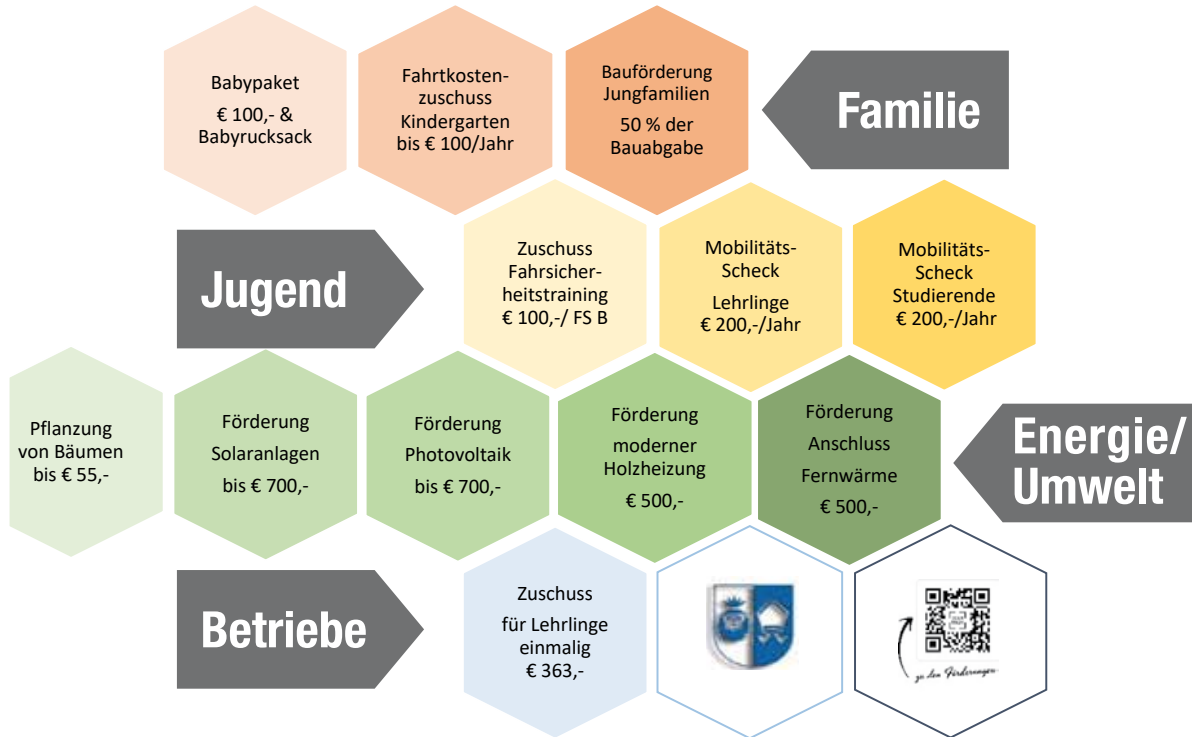 Babypaket
€ 100,- &
Babyrucksack
Fahrtkosten-
zuschuss
Kindergarten
bis € 100/Jahr
Bauförderung
Jungfamilien
50 % der
Bauabgabe
Familie
Jugend
Zuschuss
Fahrsicher-
heitstraining
€ 100,-/ FS B
Mobilitäts-
Scheck
Lehrlinge
€ 200,-/Jahr
Mobilitäts-
Scheck
Studierende
€ 200,-/Jahr
Pflanzung
von Bäumen
bis € 55,-
Förderung
Solaranlagen
bis € 700,-
Förderung
Photovoltaik
bis € 700,-
Förderung
moderner
Holzheizung
€ 500,-
Förderung
Anschluss
Fernwärme
€ 500,-
Energie/
Umwelt
Betriebe
Zuschuss
für Lehrlinge
einmalig
€ 363,-
zu den Förderungen